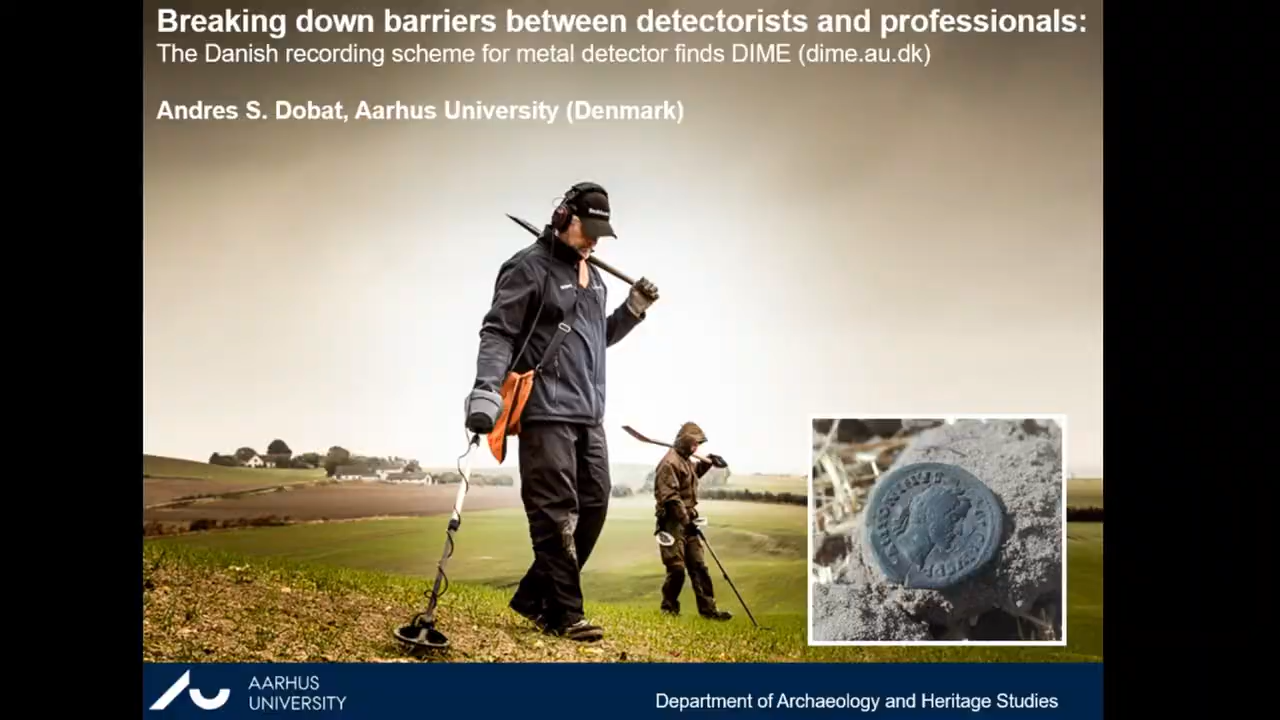 Breaking down barriers between detectorists and professionals:
The Danish recording scheme for metal detector finds DIME (dime.au.dk)
Andres S. Dobat, Aarhus University (Denmark)
AARHUS
UNIVERSITY
Department of Archaeology and Heritage Studies